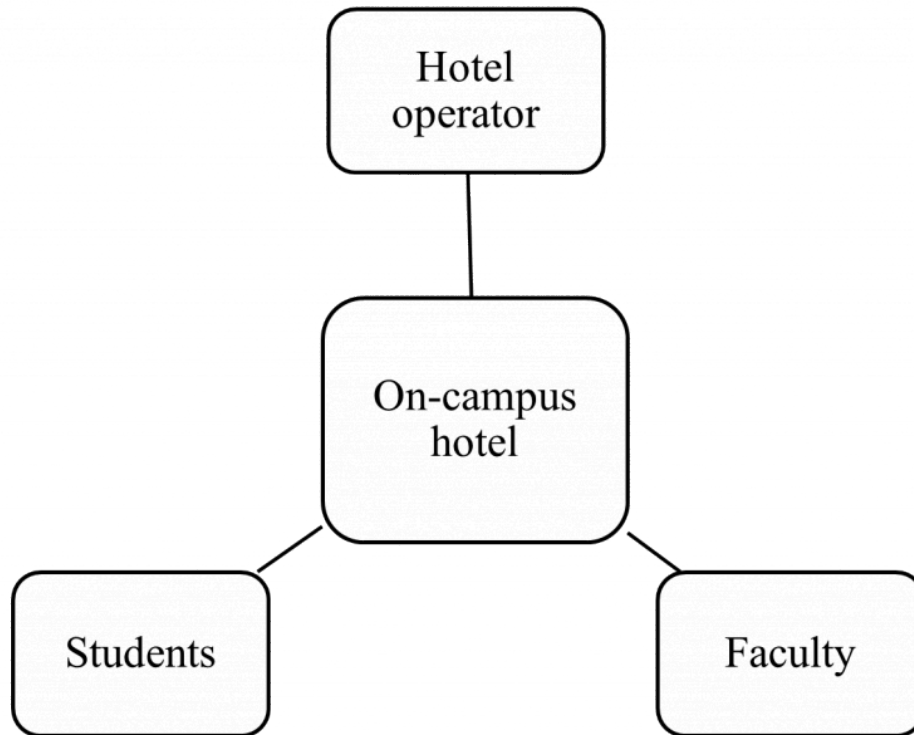 Hotel
operator
On-campus
hotel
Students
Faculty